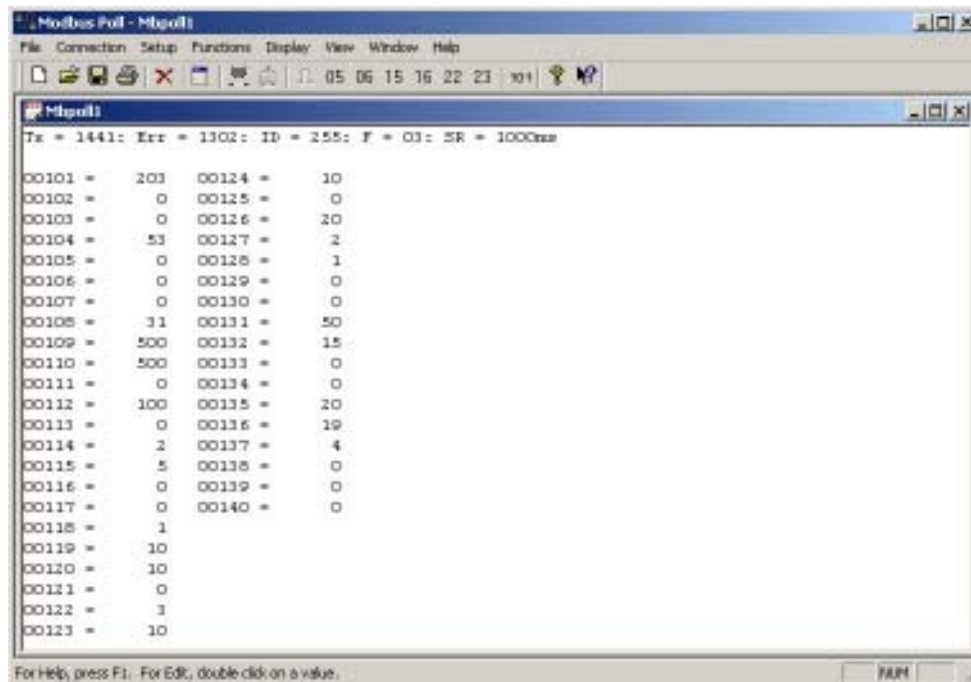 Modbus Poll - Mbpoll1
File Connection Setup Functions Display View Window Help
05 06 15 16 22 23 101
Mbpoll1
Tx = 1441: Err = 1302: ID = 255: F = 03: SR = 1000ms
00101 = 203 00124 = 10
00102 = 0 00125 = 0
00103 = 0 00126 = 20
00104 = 53 00127 = 2
00105 = 0 00128 = 1
00106 = 0 00129 = 0
00107 = 0 00130 = 0
00108 = 31 00131 = 50
00109 = 500 00132 = 15
00110 = 500 00133 = 0
00111 = 0 00134 = 0
00112 = 100 00135 = 20
00113 = 0 00136 = 19
00114 = 2 00137 = 4
00115 = 5 00138 = 0
00116 = 0 00139 = 0
00117 = 0 00140 = 0
00118 = 1
00119 = 10
00120 = 10
00121 = 0
00122 = 3
00123 = 10
For Help, press F1. For Edit, double click on a value. NUM